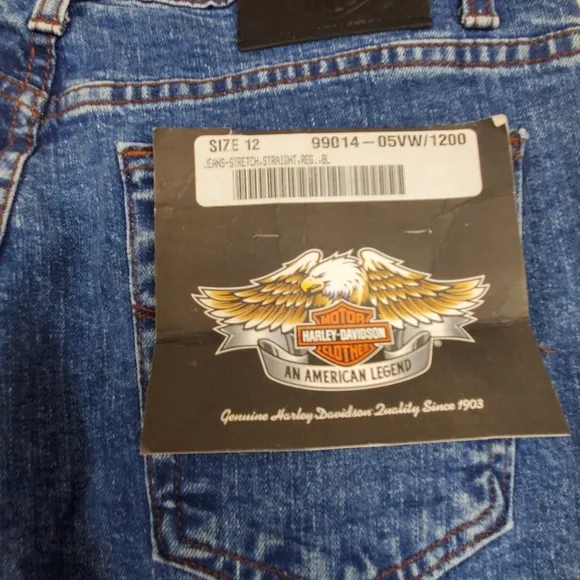 SIZE 12 99014-05VW/1200
JEANS-STRETCH,STRAIGHT,REG.,BL
MOTOR
HARLEY-DAVIDSON
CLOTHES
AN AMERICAN LEGEND
Genuine Harley Davidson Quality Since 1903